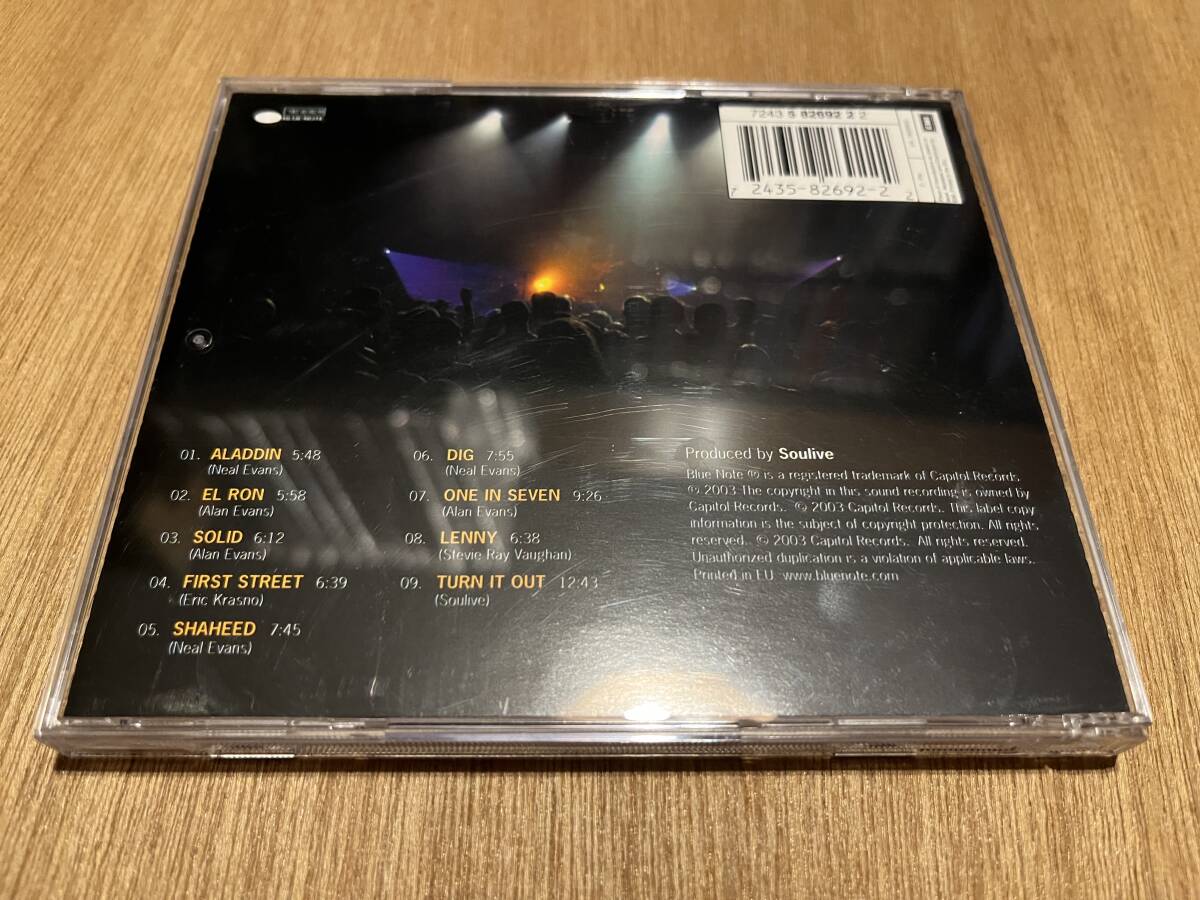 7243 5 82692 2 2
7 2435-82692-2 2
01. ALADDIN 5:48
(Neal Evans)
02. EL RON 5:58
(Alan Evans)
03. SOLID 6:12
(Alan Evans)
04. FIRST STREET 6:39
(Eric Krasno)
05. SHAHEED 7:45
(Neal Evans)
06. DIG 7:55
(Neal Evans)
07. ONE IN SEVEN 9:26
(Alan Evans)
08. LENNY 6:38
(Stevie Ray Vaughan)
09. TURN IT OUT 12:43
(Soulive)
Produced by Soulive
Blue Note ® is a registered trademark of Capitol Records.
℗ 2003 The copyright in this sound recording is owned by
Capitol Records. © 2003 Capitol Records. This label copy
information is the subject of copyright protection. All rights
reserved. © 2003 Capitol Records. All rights reserved.
Unauthorized duplication is a violation of applicable laws.
Printed in EU www.bluenote.com